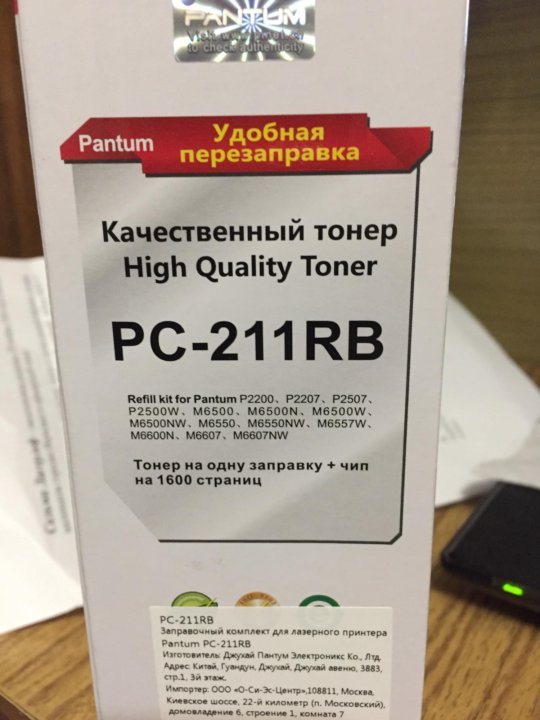 PANTUM
to check authenticity
Pantum
Удобная
перезаправка
Качественный тонер
High Quality Toner
PC-211RB
Refill kit for Pantum P2200、P2207、P2507、
P2500W、M6500、M6500N、M6500W、
M6500NW、M6550、M6550NW、M6557W、
M6600N、M6607、M6607NW
Тонер на одну заправку + чип
на 1600 страниц
PC-211RB
Заправочный комплект для лазерного принтера
Pantum PC-211RB
Изготовитель: Джухай Пантум Электроникс Ко., Лтд.
Адрес: Китай, Гуандун, Джухай, Джухай авеню, 3883,
стр.1, 3й этаж.
Импортер: ООО «О-Си-Эс-Центр»,108811, Москва,
Киевское шоссе, 22-й километр (п. Московский),
домовладение 6, строение 1, комната 7